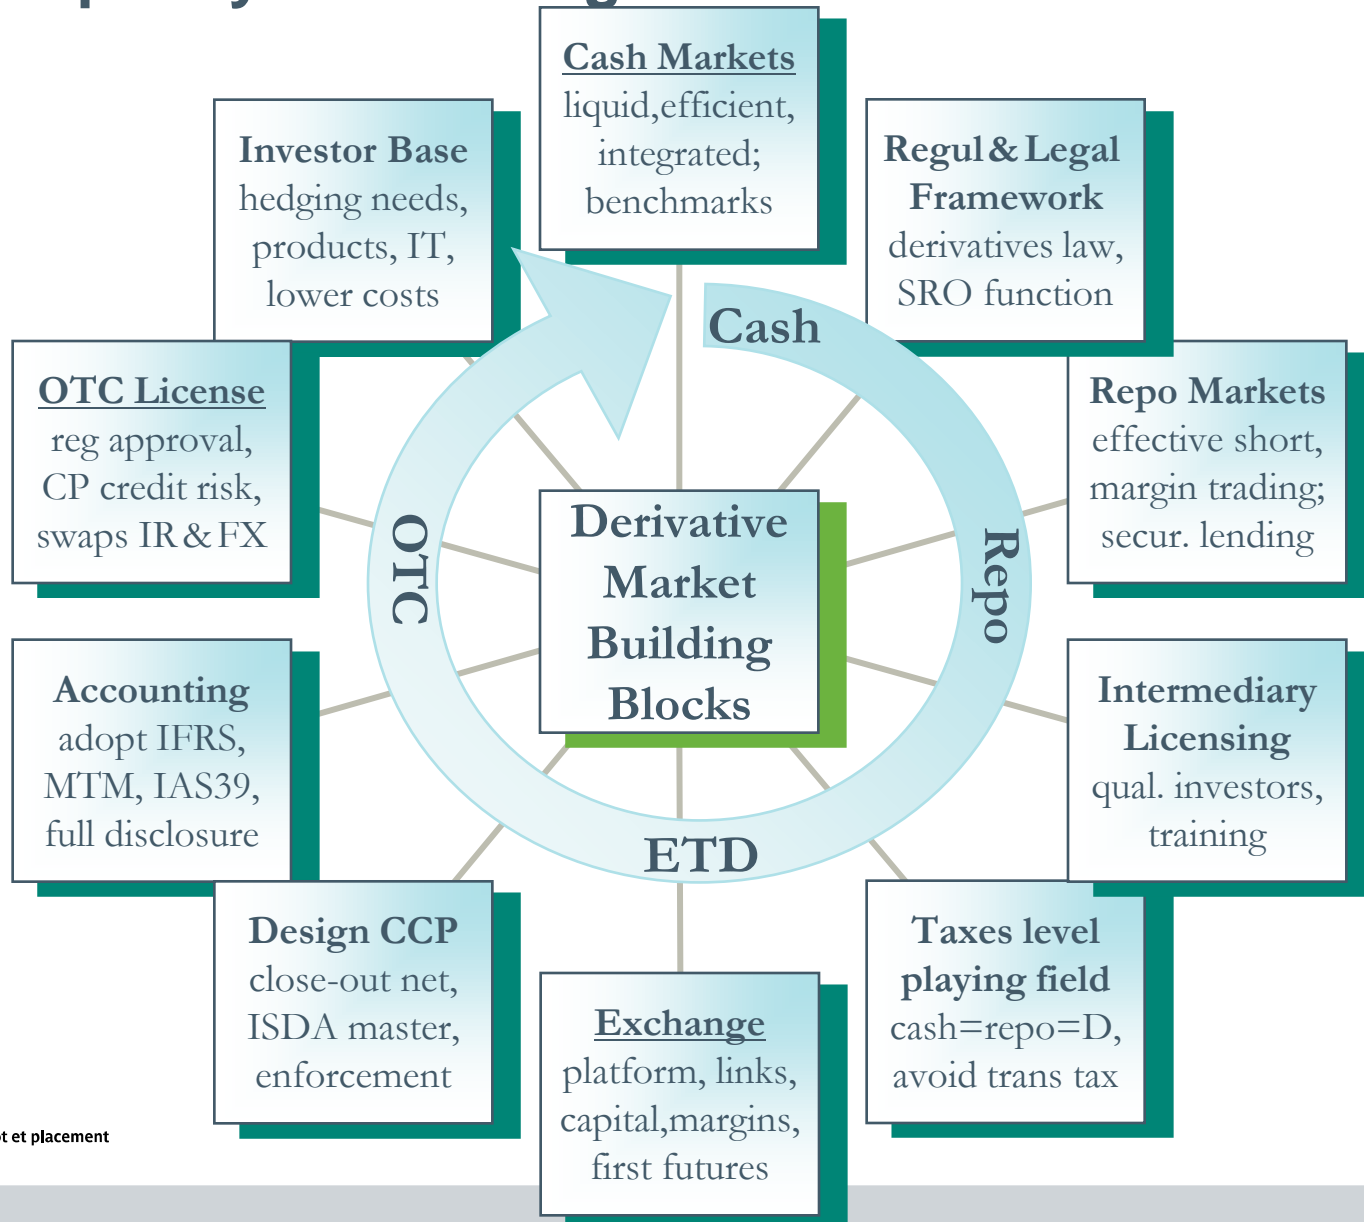 Cash Markets
liquid,efficient,
integrated;
benchmarks
Regul & Legal
Framework
derivatives law,
SRO function
Repo Markets
effective short,
margin trading;
secur. lending
Intermediary
Licensing
qual. investors,
training
Taxes level
playing field
cash=repo=D,
avoid trans tax
Exchange
platform, links,
capital,margins,
first futures
Design CCP
close-out net,
ISDA master,
enforcement
Accounting
adopt IFRS,
MTM, IAS39,
full disclosure
OTC License
reg approval,
CP credit risk,
swaps IR & FX
Investor Base
hedging needs,
products, IT,
lower costs
Cash
Repo
ETD
OTC
Derivative
Market
Building
Blocks
et placement